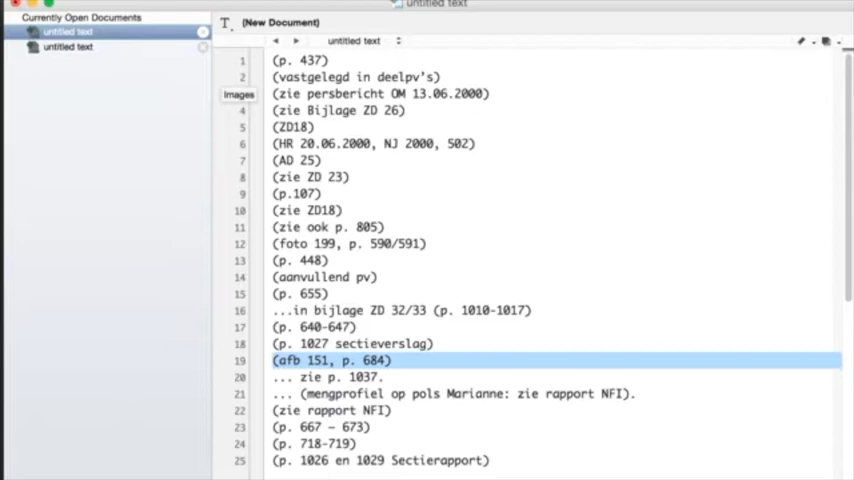 untitled text
Currently Open Documents
(New Document)
untitled text
untitled text
untitled text
Images
1 (p. 437)
2 (vastgelegd in deelpv's)
(zie persbericht OM 13.06.2000)
4 (zie Bijlage ZD 26)
5 (ZD18)
6 (HR 20.06.2000, NJ 2000, 502)
7 (AD 25)
8 (zie ZD 23)
9 (p.107)
10 (zie ZD18)
11 (zie ook p. 805)
12 (foto 199, p. 590/591)
13 (p. 448)
14 (aanvullend pv)
15 (p. 655)
16 ...in bijlage ZD 32/33 (p. 1010-1017)
17 (p. 640-647)
18 (p. 1027 sectieverslag)
19 (afb 151, p. 684)
20 ... zie p. 1037.
21 ... (mengprofiel op pols Marianne: zie rapport NFI).
22 (zie rapport NFI)
23 (p. 667 – 673)
24 (p. 718-719)
25 (p. 1026 en 1029 Sectierapport)